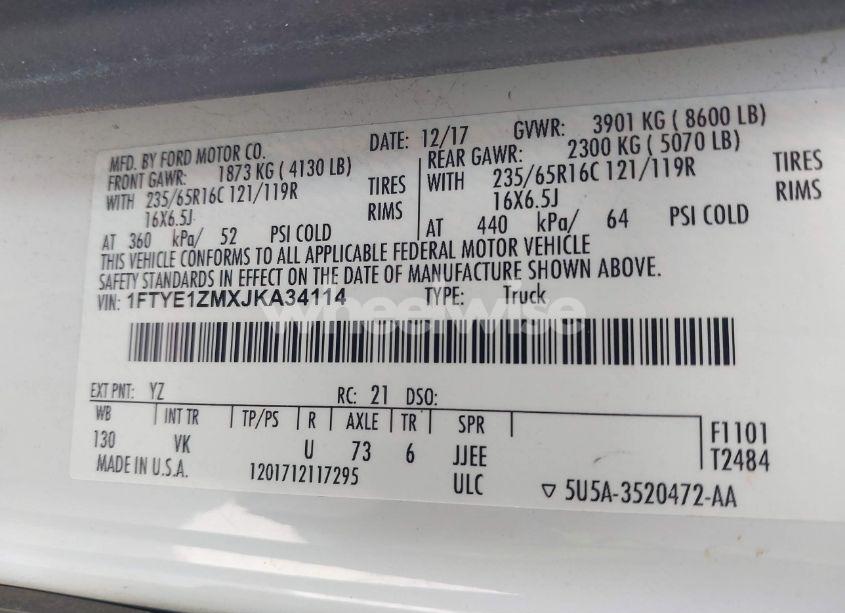 MFD. BY FORD MOTOR CO. DATE: 12/17 GVWR: 3901 KG ( 8600 LB)
FRONT GAWR: 1873 KG ( 4130 LB) REAR GAWR: 2300 KG ( 5070 LB)
WITH 235/65R16C 121/119R TIRES WITH 235/65R16C 121/119R TIRES
16X6.5J RIMS 16X6.5J RIMS
AT 360 kPa/ 52 PSI COLD AT 440 kPa/ 64 PSI COLD
THIS VEHICLE CONFORMS TO ALL APPLICABLE FEDERAL MOTOR VEHICLE
SAFETY STANDARDS IN EFFECT ON THE DATE OF MANUFACTURE SHOWN ABOVE.
VIN: 1FTYE1ZMXJKA34114 TYPE: Truck
wheelwise
EXT PNT: YZ RC: 21 DSO:
WB INT TR TP/PS R AXLE TR SPR
130 VK U 73 6 JJEE F1101
MADE IN U.S.A. 1201712117295 ULC T2484
▽ 5U5A-3520472-AA